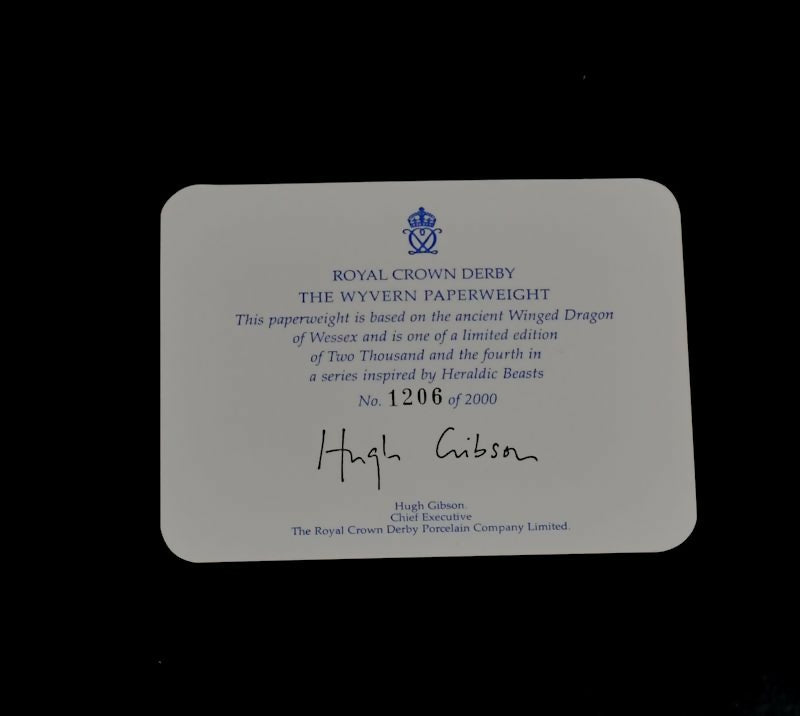 ROYAL CROWN DERBY
THE WYVERN PAPERWEIGHT
This paperweight is based on the ancient Winged Dragon
of Wessex and is one of a limited edition
of Two Thousand and the fourth in
a series inspired by Heraldic Beasts
No. 1206 of 2000
Hugh Gibson
Hugh Gibson.
Chief Executive
The Royal Crown Derby Porcelain Company Limited.